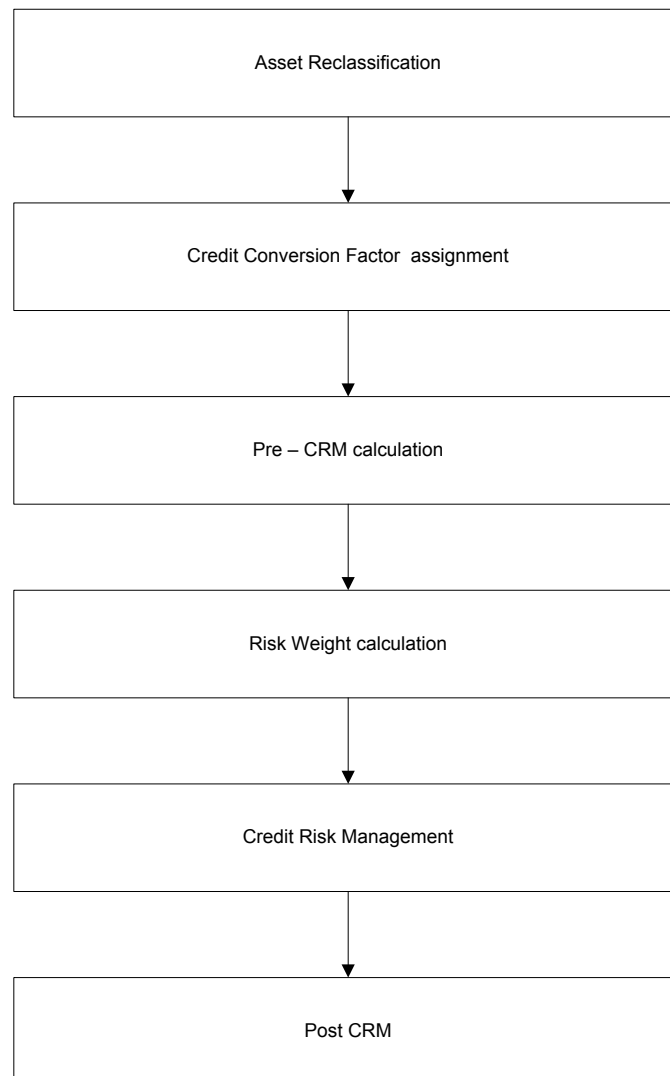 Asset Reclassification
Credit Conversion Factor  assignment
Pre – CRM calculation
Risk Weight calculation
Credit Risk Management
Post CRM